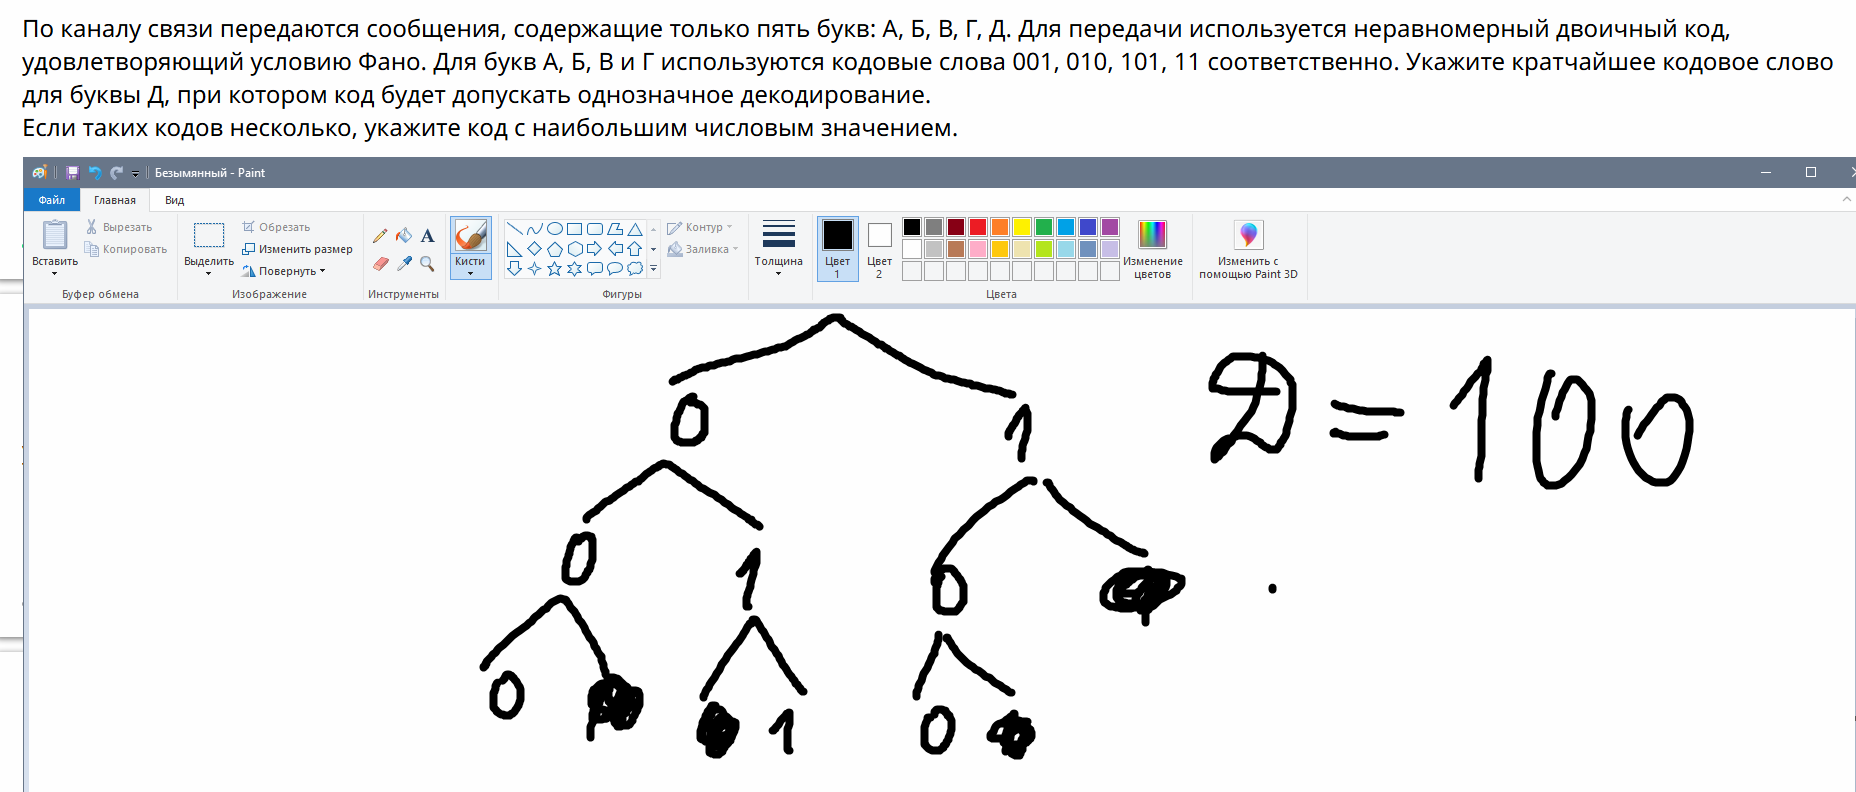 По каналу связи передаются сообщения, содержащие только пять букв: А, Б, В, Г, Д. Для передачи используется неравномерный двоичный код,
удовлетворяющий условию Фано. Для букв А, Б, В и Г используются кодовые слова 001, 010, 101, 11 соответственно. Укажите кратчайшее кодовое слово
для буквы Д, при котором код будет допускать однозначное декодирование.
Если таких кодов несколько, укажите код с наибольшим числовым значением.
Безымянный - Paint
Файл Главная Вид
Вставить Вырезать Копировать
Буфер обмена
Выделить Обрезать Изменить размер Повернуть
Изображение
A
Инструменты
Кисти
Контур Заливка
Фигуры
Толщина
Цвет 1 Цвет 2
Изменение цветов
Цвета
Изменить с помощью Paint 3D
Д = 100
0 1
0 1 0
0 1 0